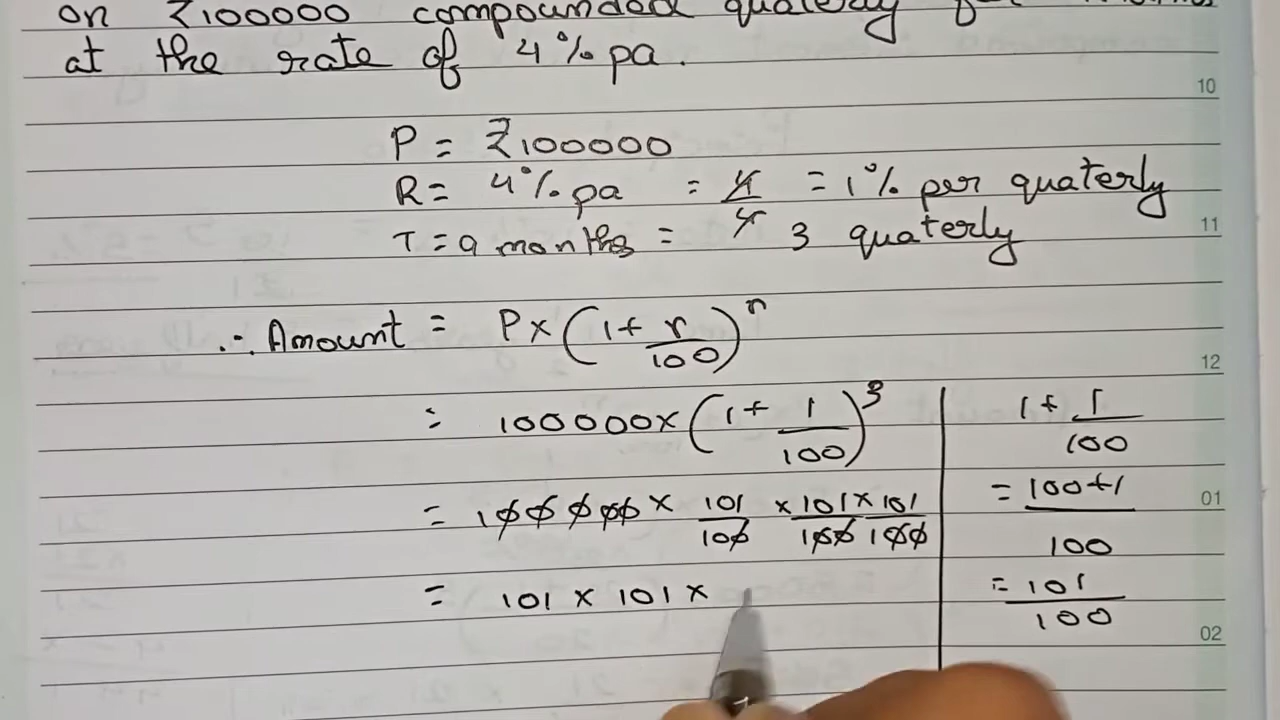 on ₹100000 compounded quaterly
at the rate of 4% pa.
10
P = ₹100000
R = 4% pa = 4/4 = 1% per quaterly
T = 9 months = 3 quaterly
11
∴ Amount = P × (1 + r/100)^n
12
= 100000 × (1 + 1/100)^3
1 + 1/100
= 100000 × 101/100 × 101/100 × 101/100
= 100+1/100
01
= 101 × 101 ×
= 101/100
02